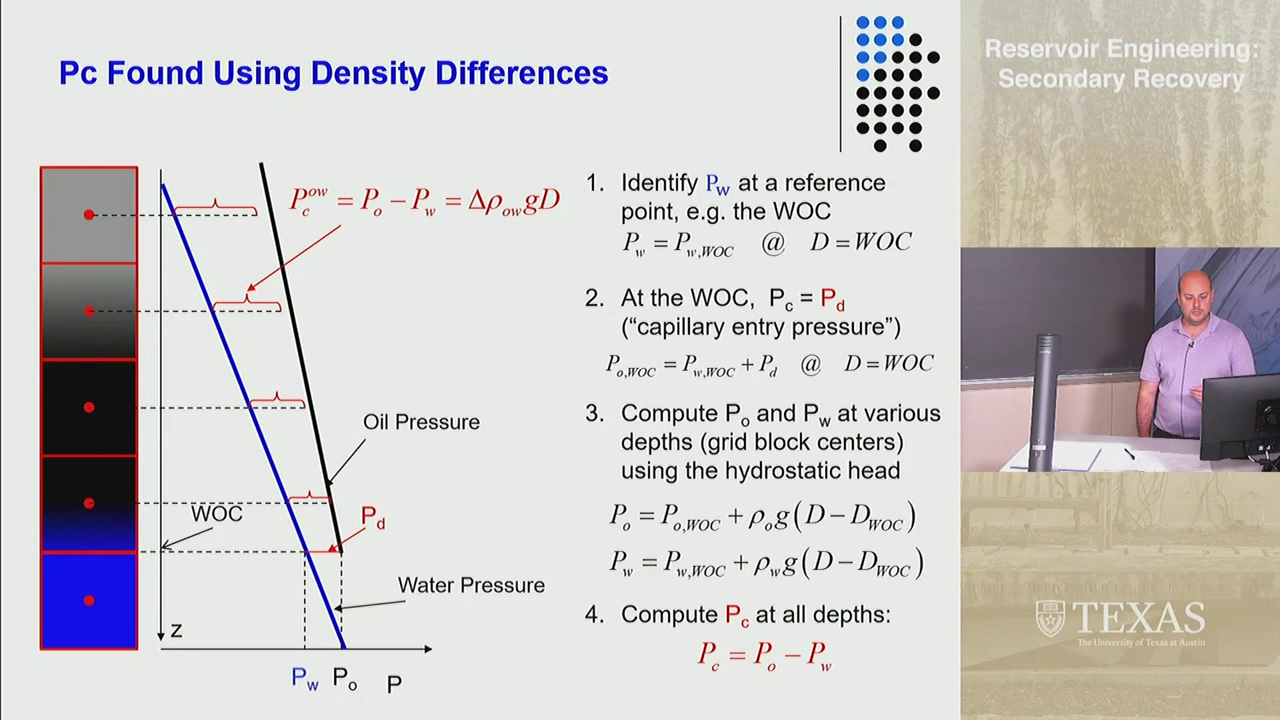 Pc Found Using Density Differences
Reservoir Engineering:
Secondary Recovery
P_c^{ow} = P_o − P_w = Δρ_{ow}gD
Oil Pressure
WOC
P_d
Water Pressure
z
P_w P_o P
1. Identify P_w at a reference
point, e.g. the WOC
P_w = P_{w,WOC} @ D = WOC
2. At the WOC, P_c = P_d
(“capillary entry pressure”)
P_{o,WOC} = P_{w,WOC} + P_d @ D = WOC
3. Compute P_o and P_w at various
depths (grid block centers)
using the hydrostatic head
P_o = P_{o,WOC} + ρ_o g(D − D_{WOC})
P_w = P_{w,WOC} + ρ_w g(D − D_{WOC})
4. Compute P_c at all depths:
P_c = P_o − P_w
TEXAS
The University of Texas at Austin